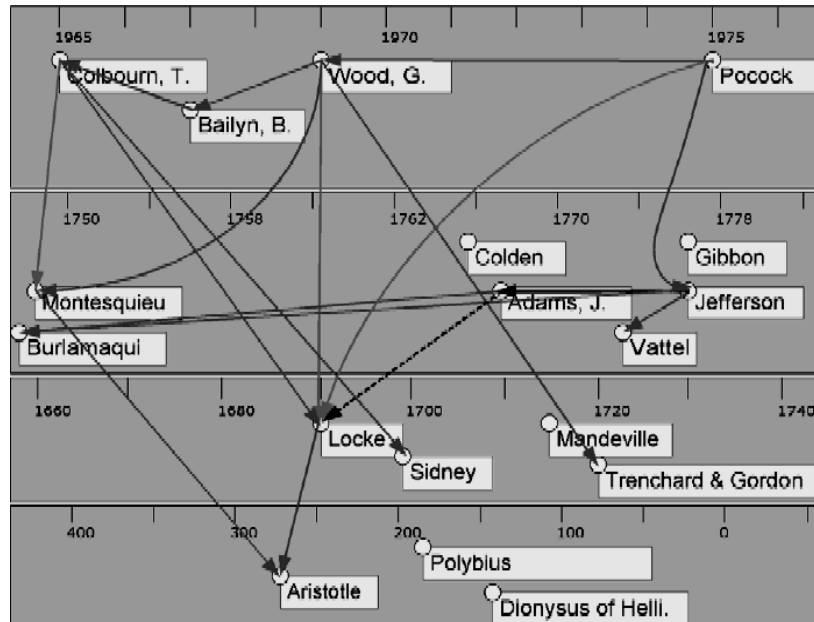 1965 1970 1975
Colbourn, T. Wood, G. Pocock
Bailyn, B.
1750 1758 1762 1770 1778
Colden Gibbon
Montesquieu Adams, J. Jefferson
Burlamaqui Vattel
1660 1680 1700 1720 1740
Locke Mandeville
Sidney Trenchard & Gordon
400 300 200 100 0
Polybius
Aristotle
Dionysus of Helli.